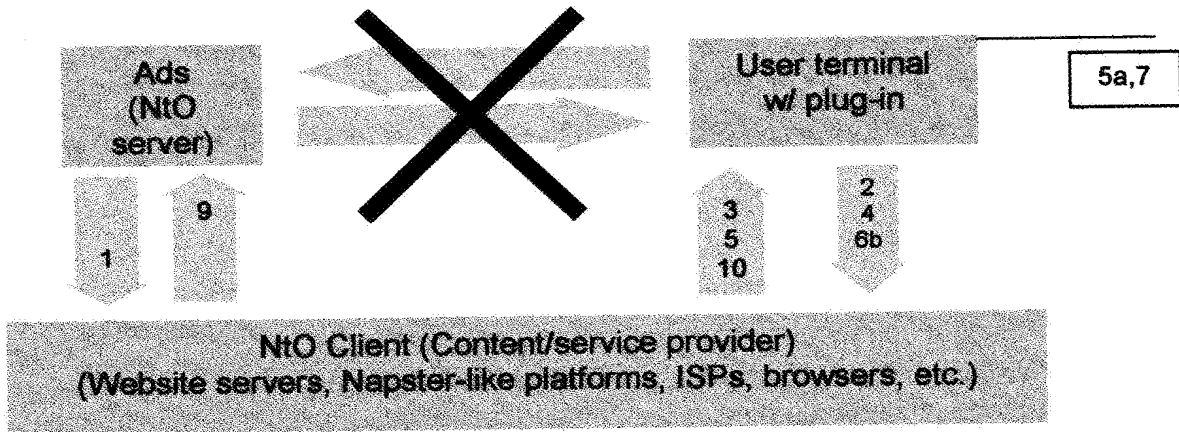 Ads
(NtO
server)
User terminal
w/ plug-in
5a,7
1
9
3
5
10
2
4
6b
NtO Client (Content/service provider)
(Website servers, Napster-like platforms, ISPs, browsers, etc.)